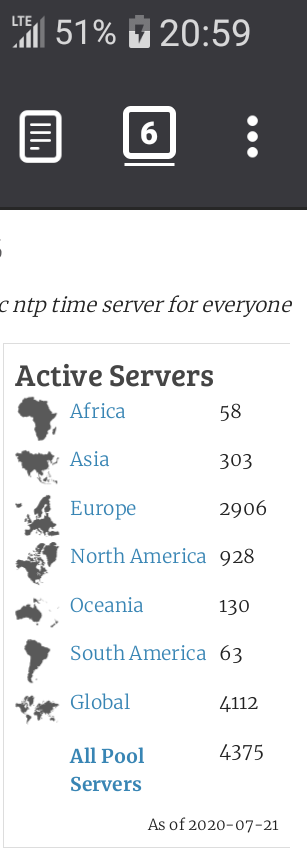 LTE 51% 20:59
6
c ntp time server for everyone
Active Servers
Africa 58
Asia 303
Europe 2906
North America 928
Oceania 130
South America 63
Global 4112
All Pool 4375
Servers
As of 2020-07-21